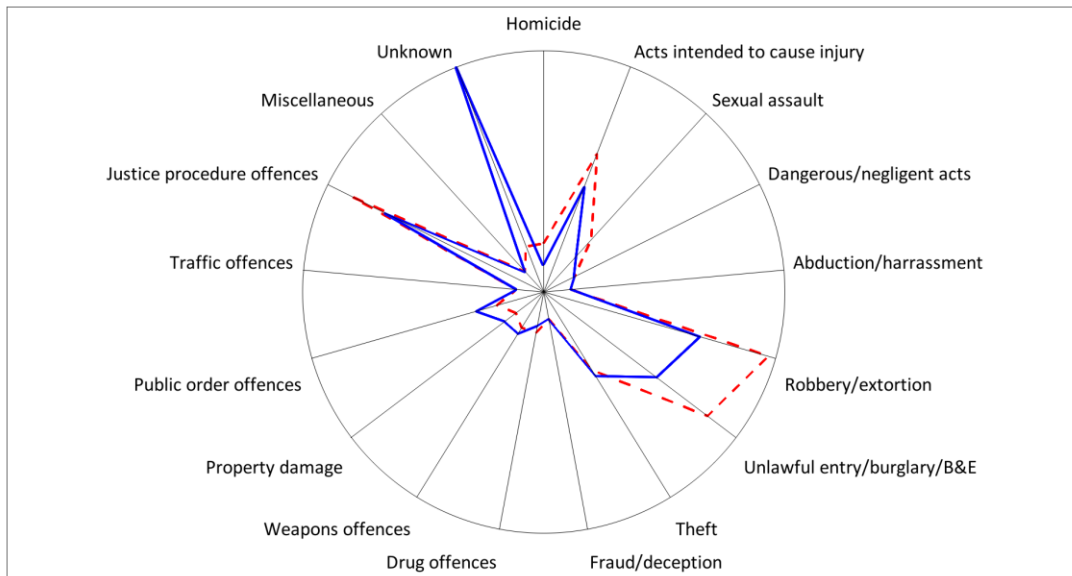 Homicide
Acts intended to cause injury
Sexual assault
Dangerous/negligent acts
Abduction/harrassment
Robbery/extortion
Unlawful entry/burglary/B&E
Theft
Fraud/deception
Drug offences
Weapons offences
Property damage
Public order offences
Traffic offences
Justice procedure offences
Miscellaneous
Unknown